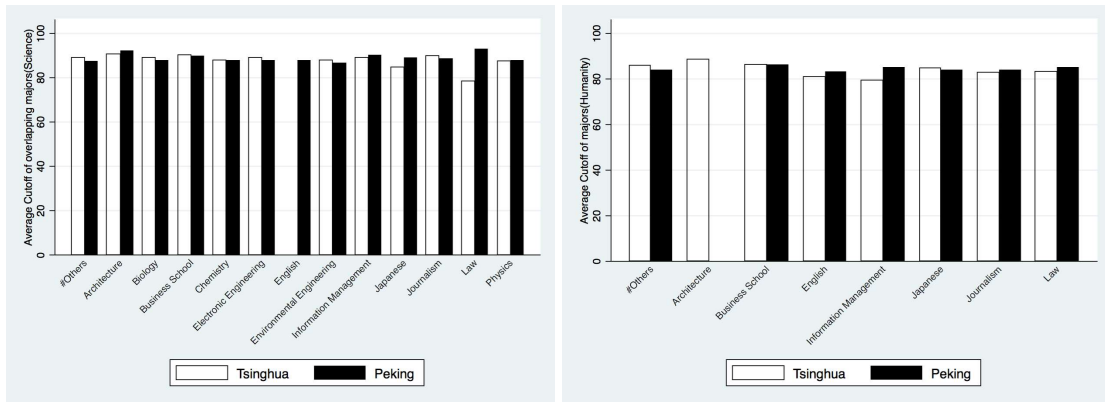 Average Cutoff of overlapping majors(Science)
100
80
60
40
20
0
#Others
Architecture
Biology
Business School
Chemistry
Electronic Engineering
English
Environmental Engineering
Information Management
Japanese
Journalism
Law
Physics
Tsinghua Peking
Average Cutoff of majors(Humanity)
100
80
60
40
20
0
#Others
Architecture
Business School
English
Information Management
Japanese
Journalism
Law
Tsinghua Peking